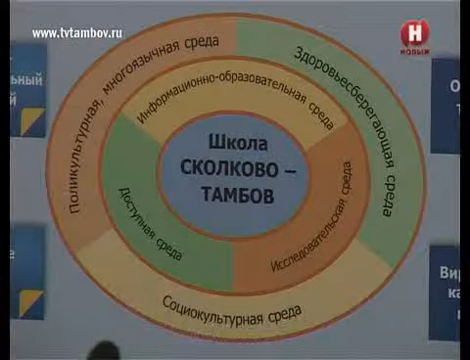 www.tvtambov.ru
Н
НОВЫЙ
Поликультурная, многоязычная среда
Здоровьесберегающая среда
Информационно-образовательная среда
Школа
СКОЛКОВО –
ТАМБОВ
Доступная среда
Исследовательская среда
Социокультурная среда